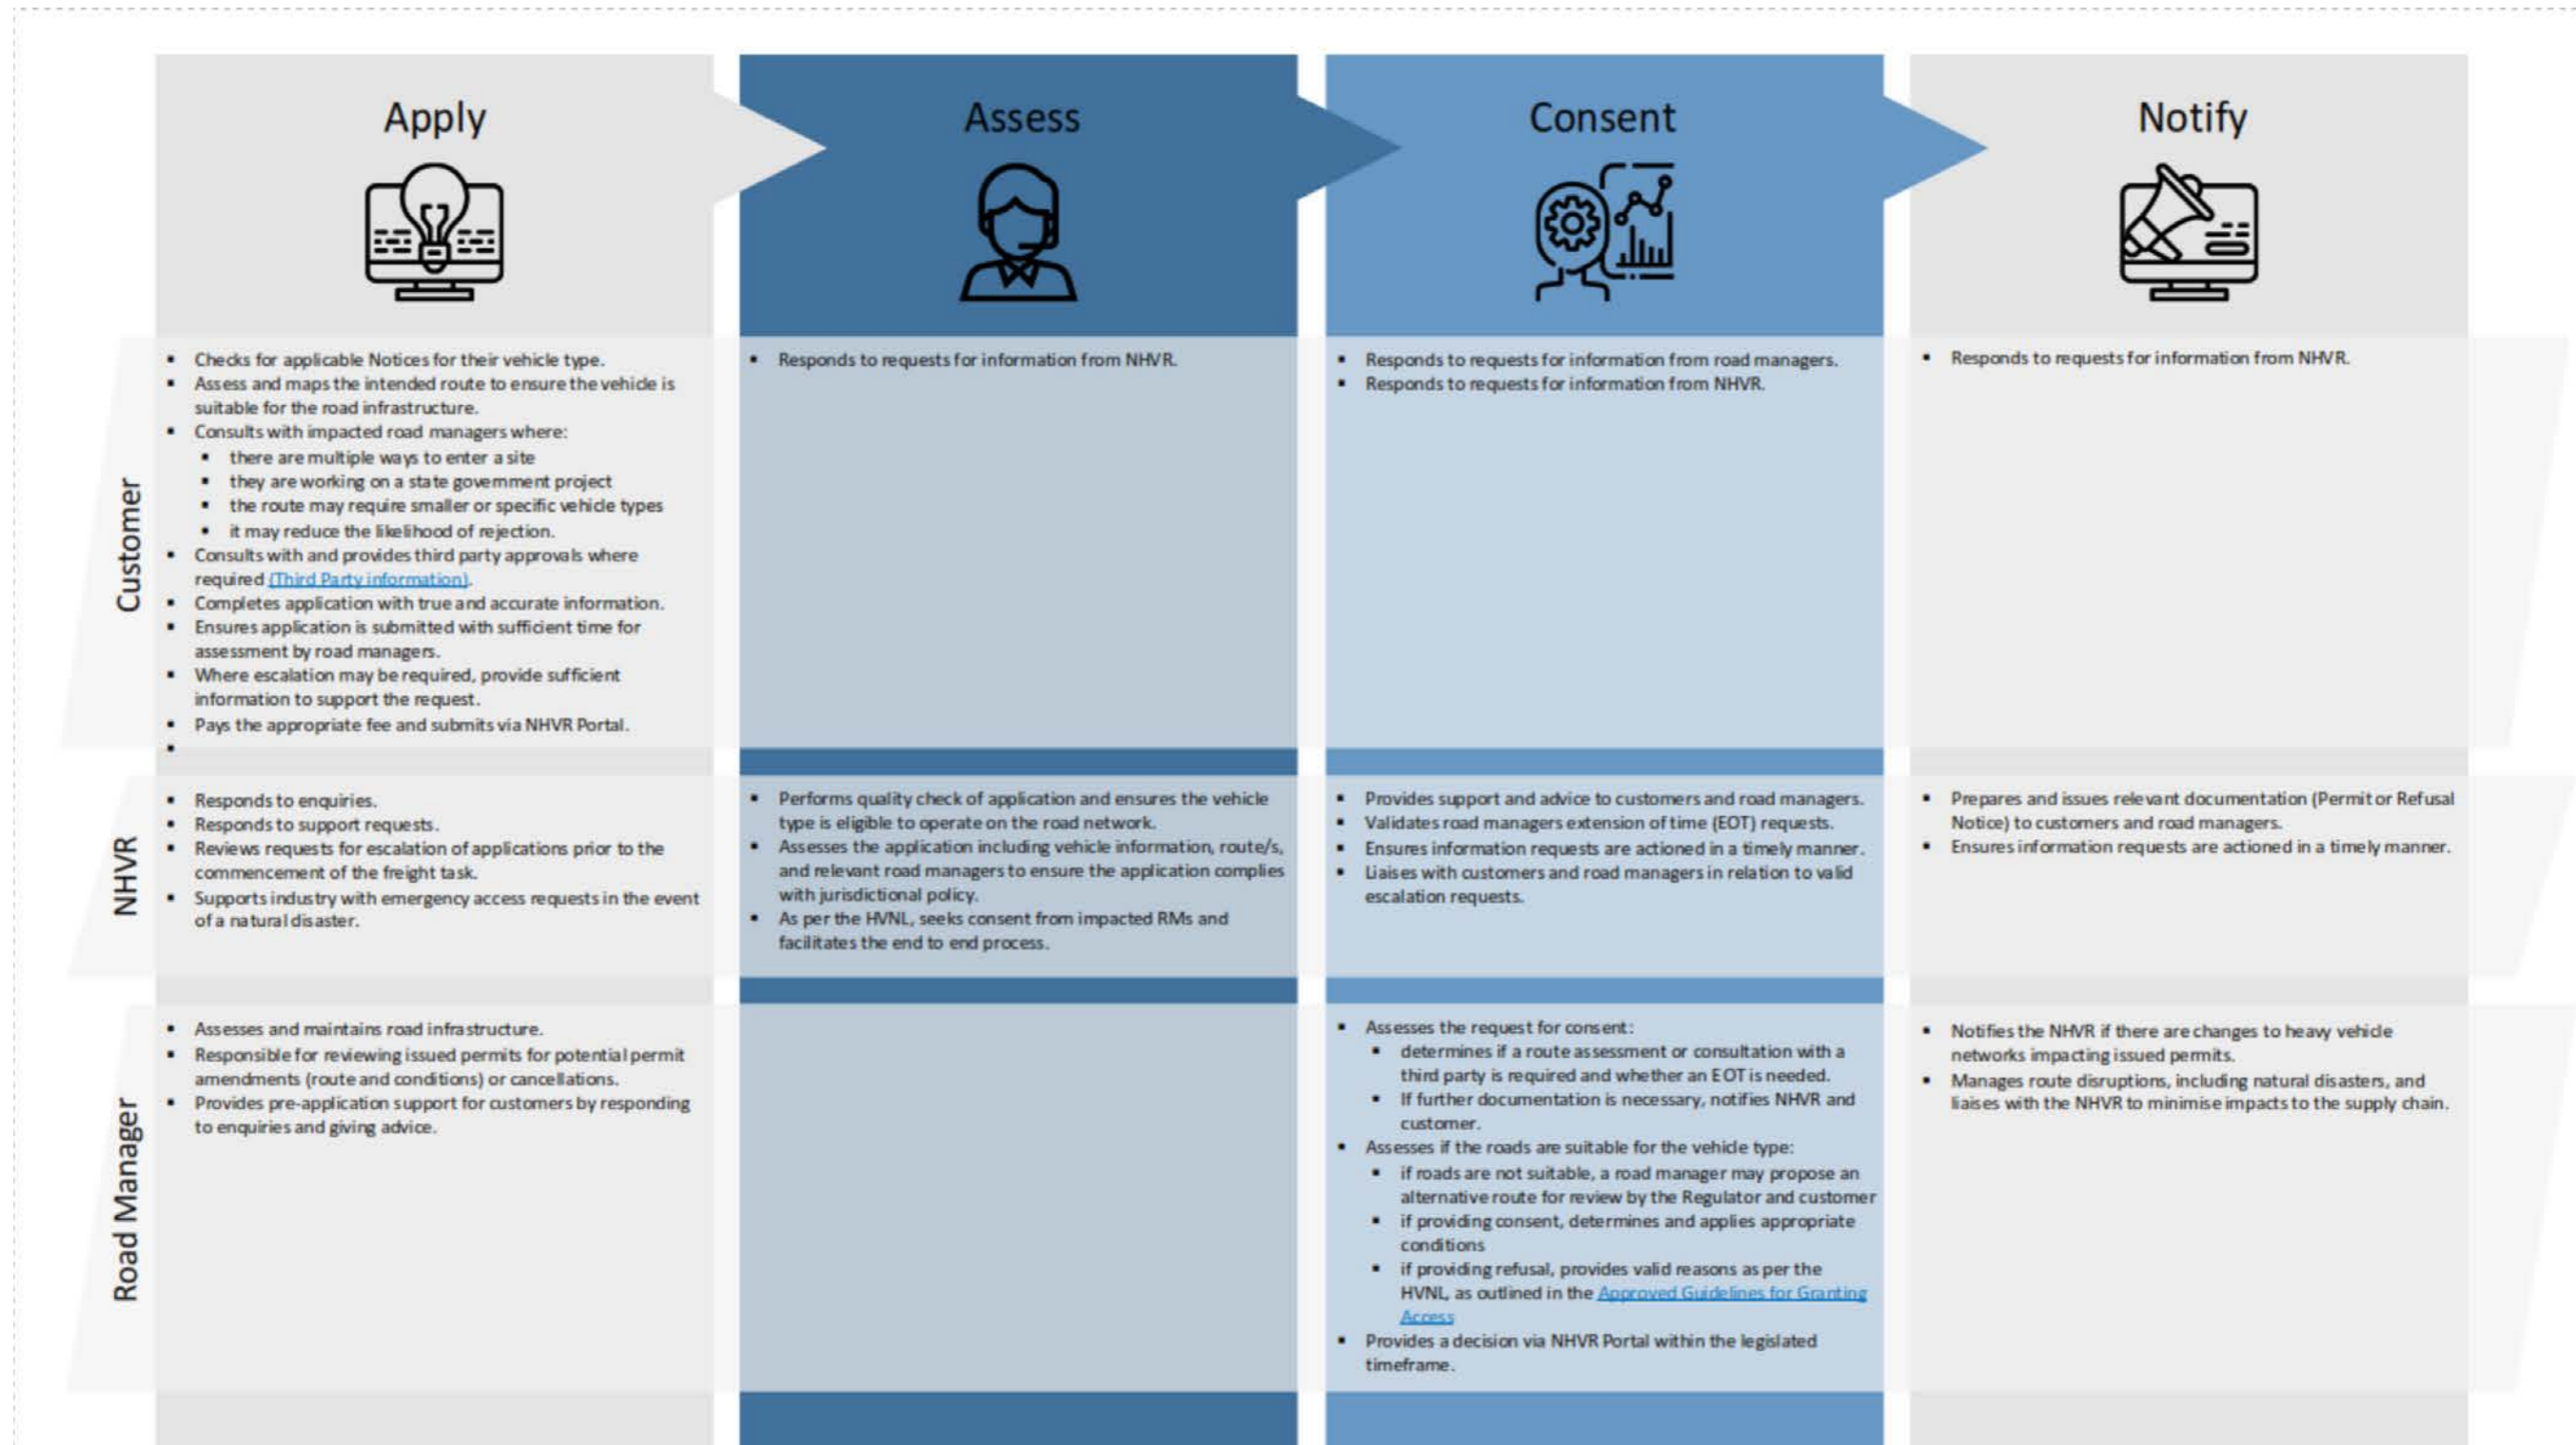 Apply
Assess
Consent
Notify
Customer
▪ Checks for applicable Notices for their vehicle type.
▪ Assess and maps the intended route to ensure the vehicle is
suitable for the road infrastructure.
▪ Consults with impacted road managers where:
▪ there are multiple ways to enter a site
▪ they are working on a state government project
▪ the route may require smaller or specific vehicle types
▪ it may reduce the likelihood of rejection.
▪ Consults with and provides third party approvals where
required (Third Party information).
▪ Completes application with true and accurate information.
▪ Ensures application is submitted with sufficient time for
assessment by road managers.
▪ Where escalation may be required, provide sufficient
information to support the request.
▪ Pays the appropriate fee and submits via NHVR Portal.
▪
▪ Responds to requests for information from NHVR.
▪ Responds to requests for information from road managers.
▪ Responds to requests for information from NHVR.
▪ Responds to requests for information from NHVR.
NHVR
▪ Responds to enquiries.
▪ Responds to support requests.
▪ Reviews requests for escalation of applications prior to the
commencement of the freight task.
▪ Supports industry with emergency access requests in the event
of a natural disaster.
▪ Performs quality check of application and ensures the vehicle
type is eligible to operate on the road network.
▪ Assesses the application including vehicle information, route/s,
and relevant road managers to ensure the application complies
with jurisdictional policy.
▪ As per the HVNL, seeks consent from impacted RMs and
facilitates the end to end process.
▪ Provides support and advice to customers and road managers.
▪ Validates road managers extension of time (EOT) requests.
▪ Ensures information requests are actioned in a timely manner.
▪ Liaises with customers and road managers in relation to valid
escalation requests.
▪ Prepares and issues relevant documentation (Permit or Refusal
Notice) to customers and road managers.
▪ Ensures information requests are actioned in a timely manner.
Road Manager
▪ Assesses and maintains road infrastructure.
▪ Responsible for reviewing issued permits for potential permit
amendments (route and conditions) or cancellations.
▪ Provides pre-application support for customers by responding
to enquiries and giving advice.
▪ Assesses the request for consent:
▪ determines if a route assessment or consultation with a
third party is required and whether an EOT is needed.
▪ If further documentation is necessary, notifies NHVR and
customer.
▪ Assesses if the roads are suitable for the vehicle type:
▪ if roads are not suitable, a road manager may propose an
alternative route for review by the Regulator and customer
▪ if providing consent, determines and applies appropriate
conditions
▪ if providing refusal, provides valid reasons as per the
HVNL, as outlined in the Approved Guidelines for Granting
Access
▪ Provides a decision via NHVR Portal within the legislated
timeframe.
▪ Notifies the NHVR if there are changes to heavy vehicle
networks impacting issued permits.
▪ Manages route disruptions, including natural disasters, and
liaises with the NHVR to minimise impacts to the supply chain.